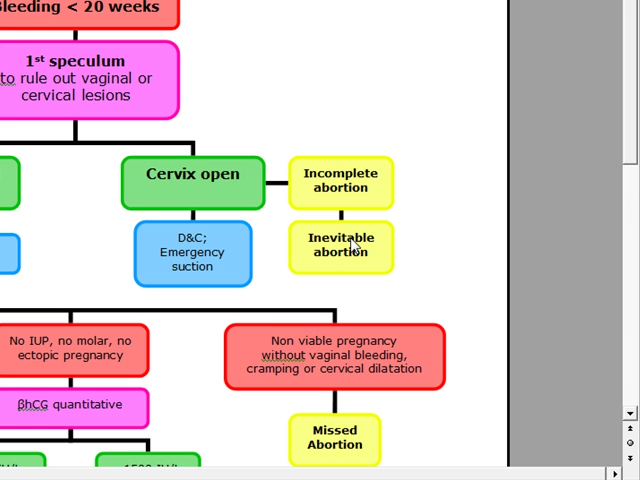 Bleeding < 20 weeks
1st speculum
to rule out vaginal or
cervical lesions
Cervix open
Incomplete
abortion
D&C;
Emergency
suction
Inevitable
abortion
No IUP, no molar, no
ectopic pregnancy
Non viable pregnancy
without vaginal bleeding,
cramping or cervical dilatation
βhCG quantitative
Missed
Abortion